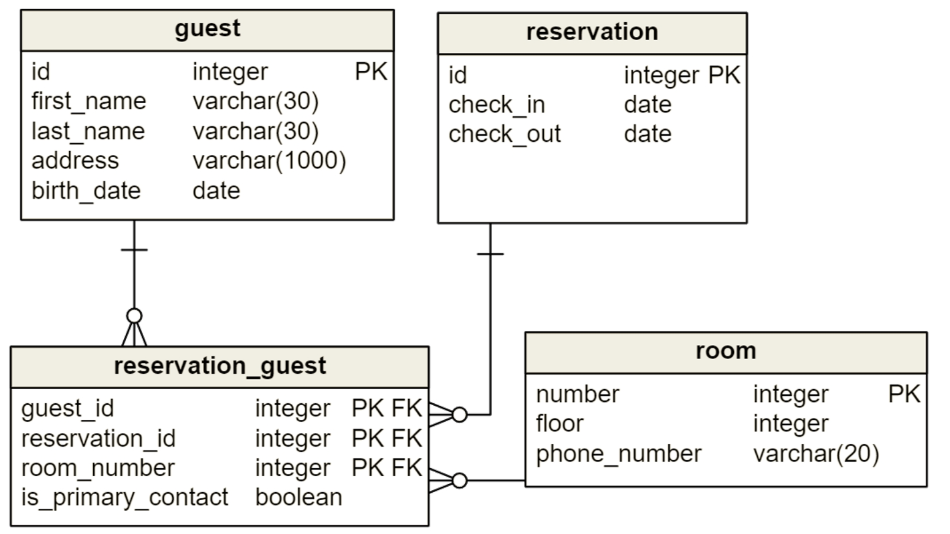 guest
id integer PK
first_name varchar(30)
last_name varchar(30)
address varchar(1000)
birth_date date
reservation
id integer PK
check_in date
check_out date
reservation_guest
guest_id integer PK FK
reservation_id integer PK FK
room_number integer PK FK
is_primary_contact boolean
room
number integer PK
floor integer
phone_number varchar(20)